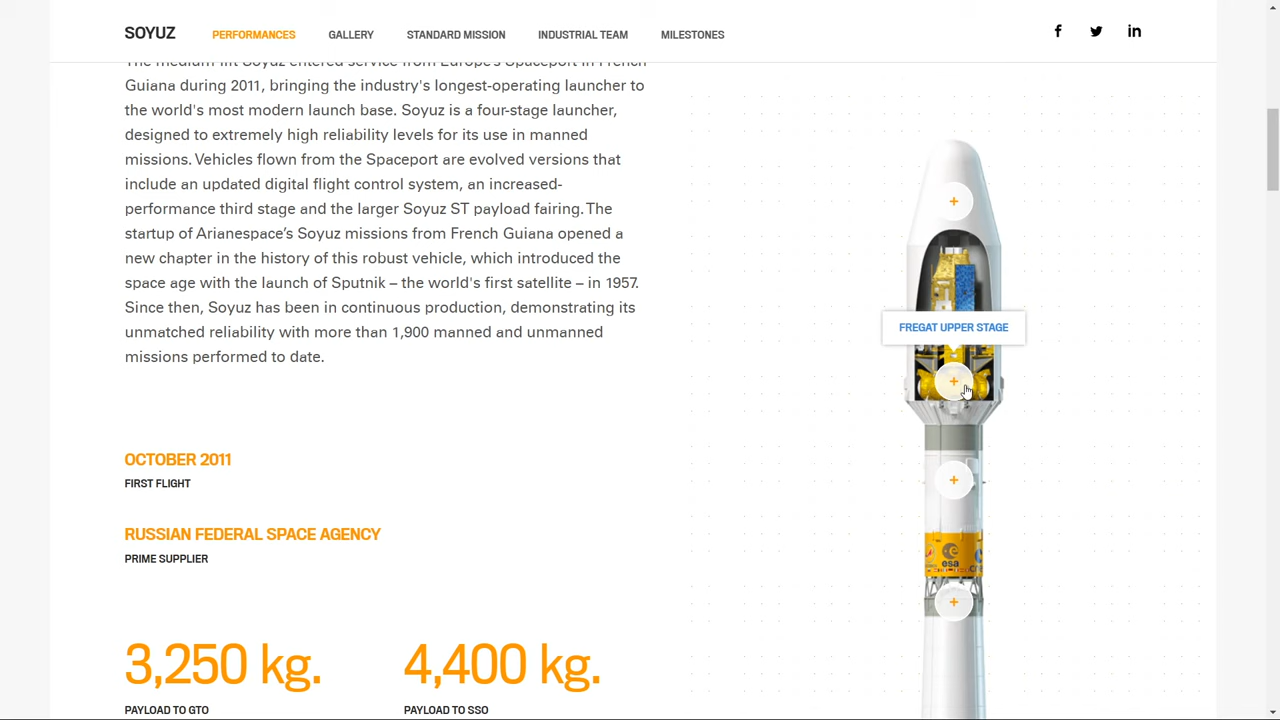 SOYUZ
PERFORMANCES
GALLERY
STANDARD MISSION
INDUSTRIAL TEAM
MILESTONES
The medium-lift Soyuz entered service from Europe's Spaceport in French
Guiana during 2011, bringing the industry's longest-operating launcher to
the world's most modern launch base. Soyuz is a four-stage launcher,
designed to extremely high reliability levels for its use in manned
missions. Vehicles flown from the Spaceport are evolved versions that
include an updated digital flight control system, an increased-
performance third stage and the larger Soyuz ST payload fairing. The
startup of Arianespace’s Soyuz missions from French Guiana opened a
new chapter in the history of this robust vehicle, which introduced the
space age with the launch of Sputnik – the world's first satellite – in 1957.
Since then, Soyuz has been in continuous production, demonstrating its
unmatched reliability with more than 1,900 manned and unmanned
missions performed to date.
OCTOBER 2011
FIRST FLIGHT
RUSSIAN FEDERAL SPACE AGENCY
PRIME SUPPLIER
3,250 kg.
PAYLOAD TO GTO
4,400 kg.
PAYLOAD TO SSO
FREGAT UPPER STAGE
esa